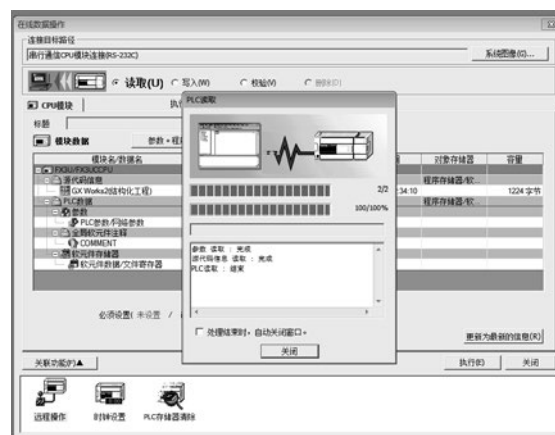 在线数据操作
连接目标路径
串行通信CPU模块连接(RS-232C)
系统图像(G)...
读取(U) 写入(W) 校验(V) 删除(D)
CPU模块
PLC读取
标题
模块数据 参数+程
模块名/数据名 对象存储器 容量
FX3U/FX3UCCPU
源代码信息 程序存储器/软...
GX Works2(结构化工程) :34:10 1224 字节
PLC数据 程序存储器/软...
参数
PLC参数/网络参数
全局软元件注释
COMMENT
软元件存储器
软元件数据/文件寄存器
2/2
100/100%
参数 读取 : 完成
源代码信息 读取 : 完成
PLC读取 : 结束
必须设置( 未设置 /
处理结束时,自动关闭窗口。
关闭
更新为最新的信息(R)
关联功能(F)▲ 执行(E) 关闭
远程操作 时钟设置 PLC存储器清除